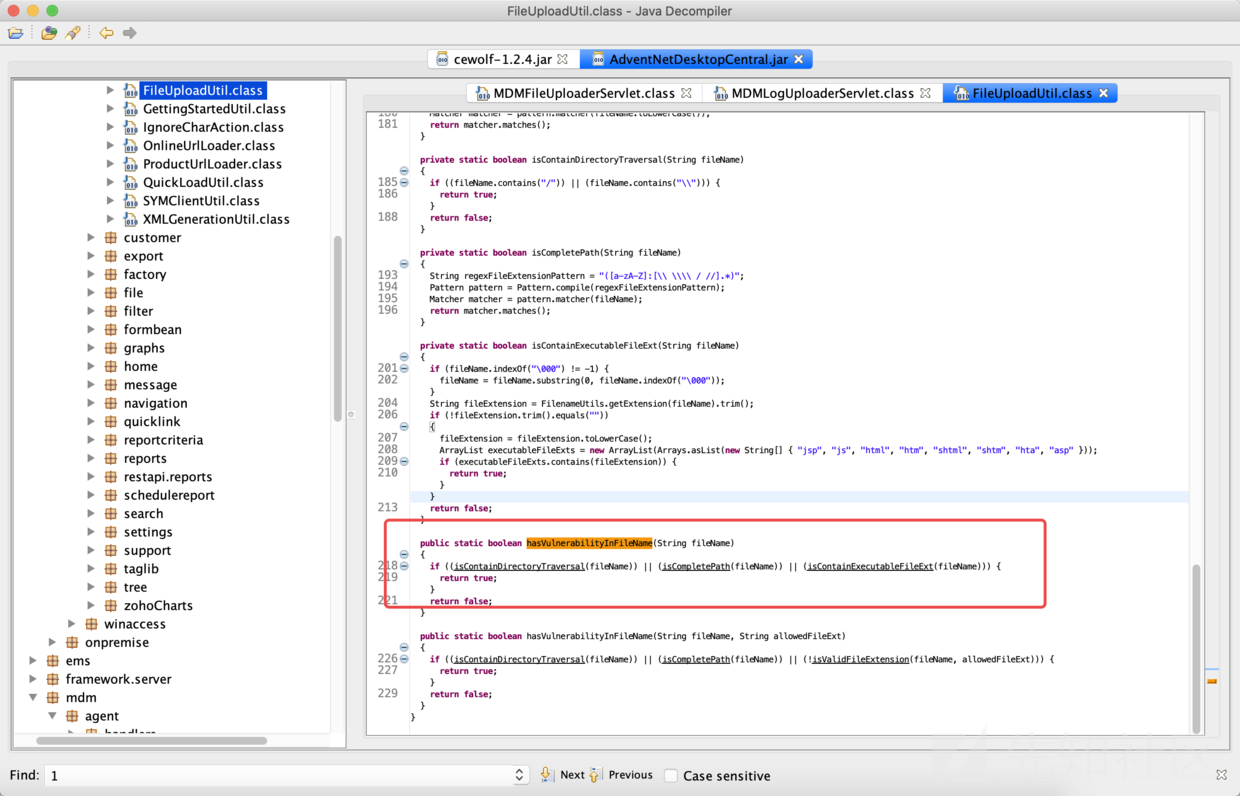 FileUploadUtil.class - Java Decompiler
cewolf-1.2.4.jar
AdventNetDesktopCentral.jar
FileUploadUtil.class
GettingStartedUtil.class
IgnoreCharAction.class
OnlineUrlLoader.class
ProductUrlLoader.class
QuickLoadUtil.class
SYMClientUtil.class
XMLGenerationUtil.class
customer
export
factory
file
filter
formbean
graphs
home
message
navigation
quicklink
reportcriteria
reports
restapi.reports
schedulereport
search
settings
support
taglib
tree
zohoCharts
winaccess
onpremise
ems
framework.server
mdm
agent
handlers
MDMFileUploaderServlet.class
MDMLogUploaderServlet.class
FileUploadUtil.class
180 Matcher matcher = pattern.matcher(fileName.toLowerCase());
181 return matcher.matches();
}
private static boolean isContainDirectoryTraversal(String fileName)
{
185 if ((fileName.contains("/")) || (fileName.contains("\\"))) {
186 return true;
}
188 return false;
}
private static boolean isCompletePath(String fileName)
{
193 String regexFileExtensionPattern = "([a-zA-Z]:[\\ \\\\ / //].*)";
194 Pattern pattern = Pattern.compile(regexFileExtensionPattern);
195 Matcher matcher = pattern.matcher(fileName);
196 return matcher.matches();
}
private static boolean isContainExecutableFileExt(String fileName)
{
201 if (fileName.indexOf("\000") != -1) {
202 fileName = fileName.substring(0, fileName.indexOf("\000"));
}
204 String fileExtension = FilenameUtils.getExtension(fileName).trim();
206 if (!fileExtension.trim().equals(""))
{
207 fileExtension = fileExtension.toLowerCase();
208 ArrayList executableFileExts = new ArrayList(Arrays.asList(new String[] { "jsp", "js", "html", "htm", "shtml", "shtm", "hta", "asp" }));
209 if (executableFileExts.contains(fileExtension)) {
210 return true;
}
}
213 return false;
}
public static boolean hasVulnerabilityInFileName(String fileName)
{
218 if ((isContainDirectoryTraversal(fileName)) || (isCompletePath(fileName)) || (isContainExecutableFileExt(fileName))) {
219 return true;
}
221 return false;
}
public static boolean hasVulnerabilityInFileName(String fileName, String allowedFileExt)
{
226 if ((isContainDirectoryTraversal(fileName)) || (isCompletePath(fileName)) || (!isValidFileExtension(fileName, allowedFileExt))) {
227 return true;
}
229 return false;
}
}
Find: 1 Next Previous Case sensitive